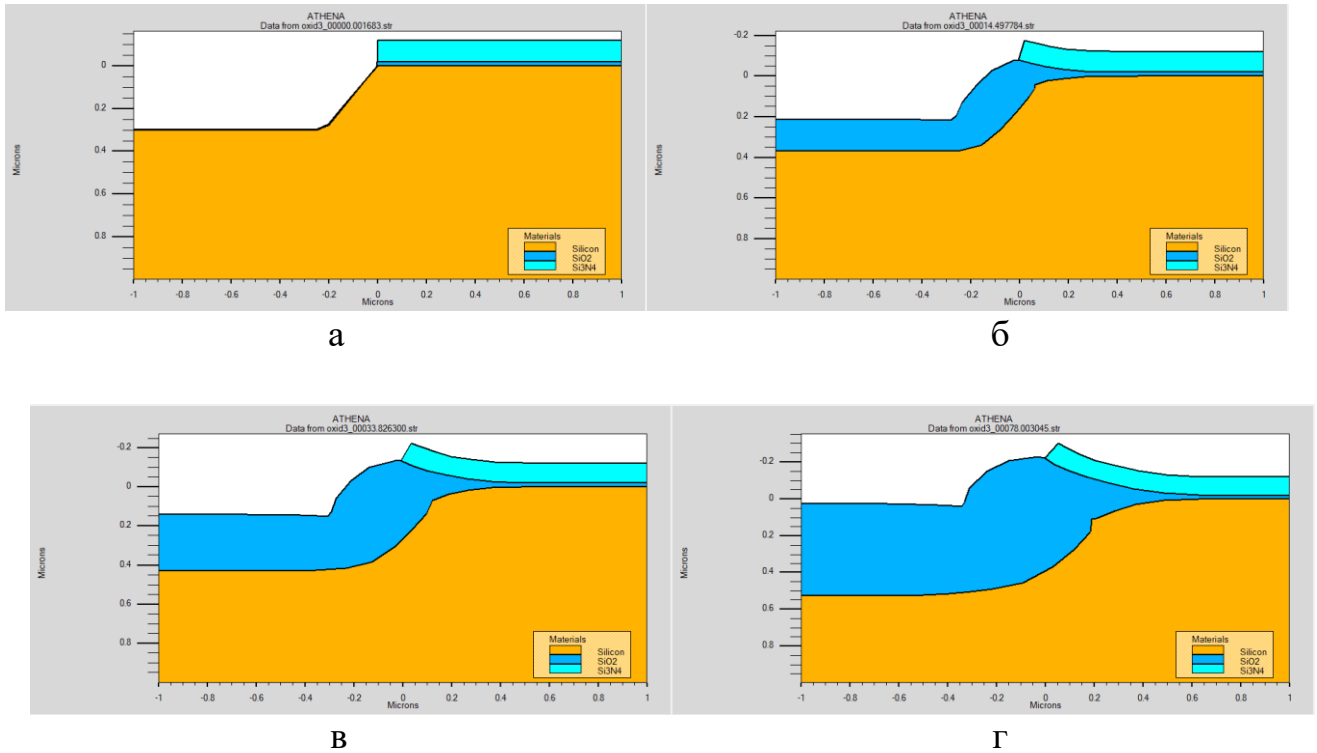 ATHENA
Data from oxid3_00000.001683.str
Microns
0
0.2
0.4
0.6
0.8
-1 -0.8 -0.6 -0.4 -0.2 0 0.2 0.4 0.6 0.8 1
Microns
Materials
Silicon
SiO2
Si3N4
а
ATHENA
Data from oxid3_00014.497784.str
Microns
-0.2
0
0.2
0.4
0.6
0.8
-1 -0.8 -0.6 -0.4 -0.2 0 0.2 0.4 0.6 0.8 1
Microns
Materials
Silicon
SiO2
Si3N4
б
ATHENA
Data from oxid3_00033.826300.str
Microns
-0.2
0
0.2
0.4
0.6
0.8
-1 -0.8 -0.6 -0.4 -0.2 0 0.2 0.4 0.6 0.8 1
Microns
Materials
Silicon
SiO2
Si3N4
в
ATHENA
Data from oxid3_00078.003045.str
Microns
-0.2
0
0.2
0.4
0.6
0.8
-1 -0.8 -0.6 -0.4 -0.2 0 0.2 0.4 0.6 0.8 1
Microns
Materials
Silicon
SiO2
Si3N4
г